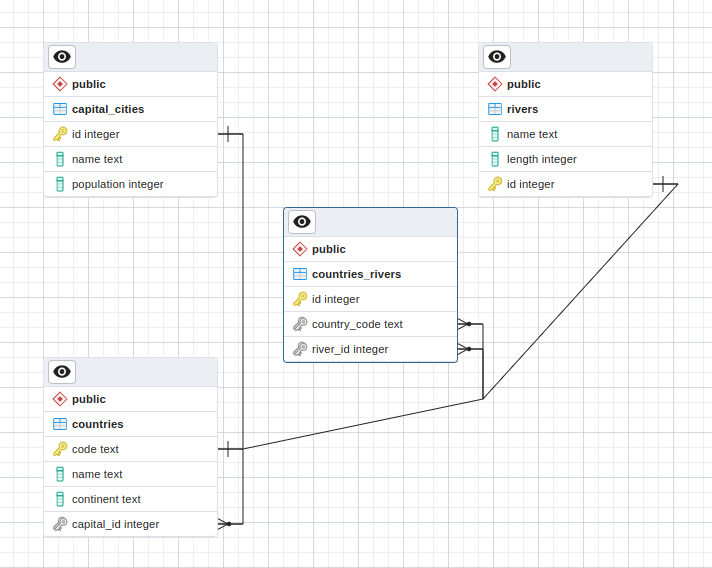 public
capital_cities
id integer
name text
population integer
public
rivers
name text
length integer
id integer
public
countries_rivers
id integer
country_code text
river_id integer
public
countries
code text
name text
continent text
capital_id integer